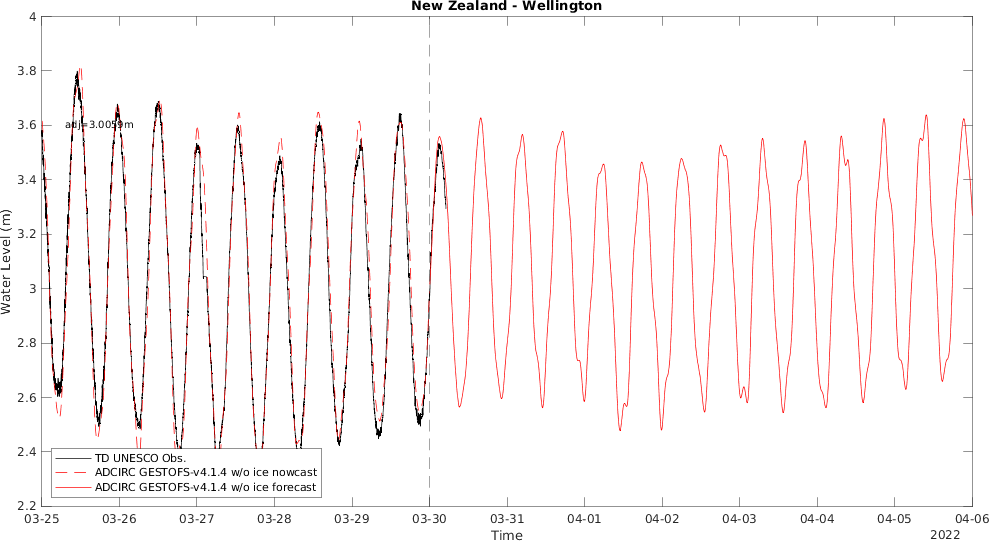 New Zealand - Wellington
4
3.8
3.6
3.4
3.2
3
2.8
2.6
2.4
2.2
Water Level (m)
adj=3.0059m
TD UNESCO Obs.
ADCIRC GESTOFS-v4.1.4 w/o ice nowcast
ADCIRC GESTOFS-v4.1.4 w/o ice forecast
03-25 03-26 03-27 03-28 03-29 03-30 03-31 04-01 04-02 04-03 04-04 04-05 04-06
Time
2022